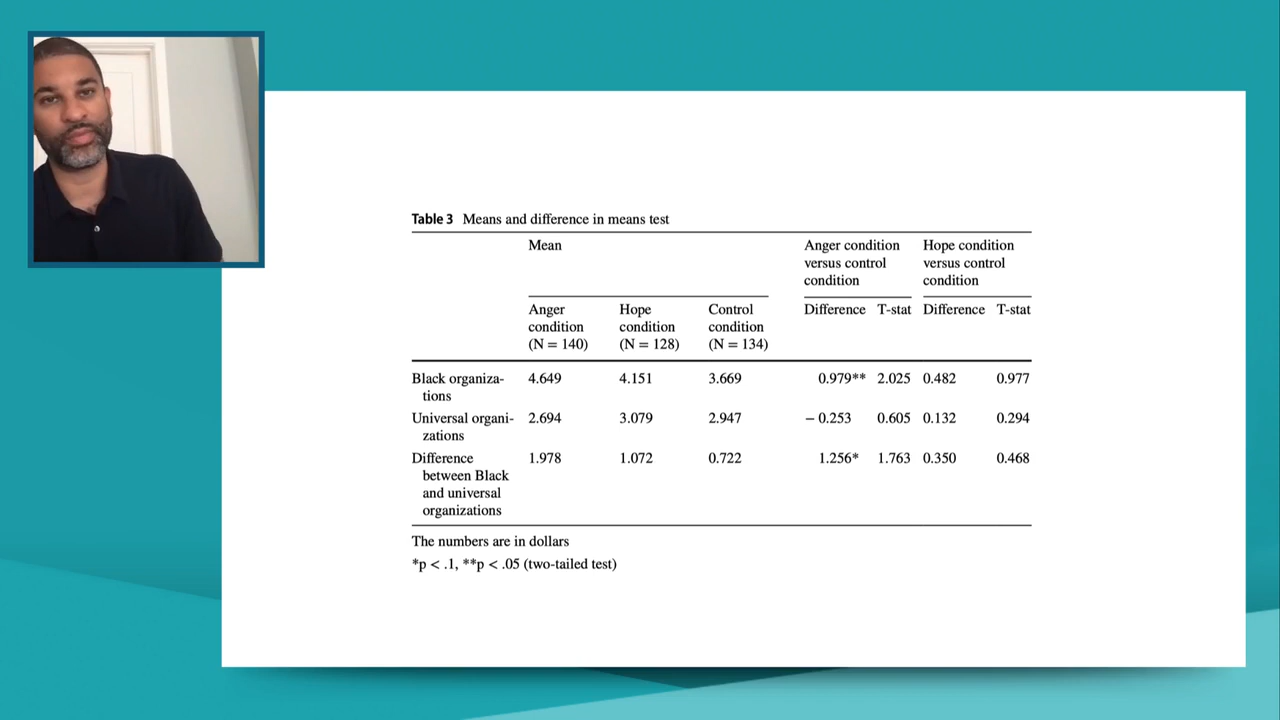 Table 3 Means and difference in means test
Mean
Anger condition versus control condition
Hope condition versus control condition
Anger condition (N = 140)
Hope condition (N = 128)
Control condition (N = 134)
Difference T-stat Difference T-stat
Black organiza-
tions
4.649 4.151 3.669 0.979** 2.025 0.482 0.977
Universal organi-
zations
2.694 3.079 2.947 – 0.253 0.605 0.132 0.294
Difference
between Black
and universal
organizations
1.978 1.072 0.722 1.256* 1.763 0.350 0.468
The numbers are in dollars
*p < .1, **p < .05 (two-tailed test)